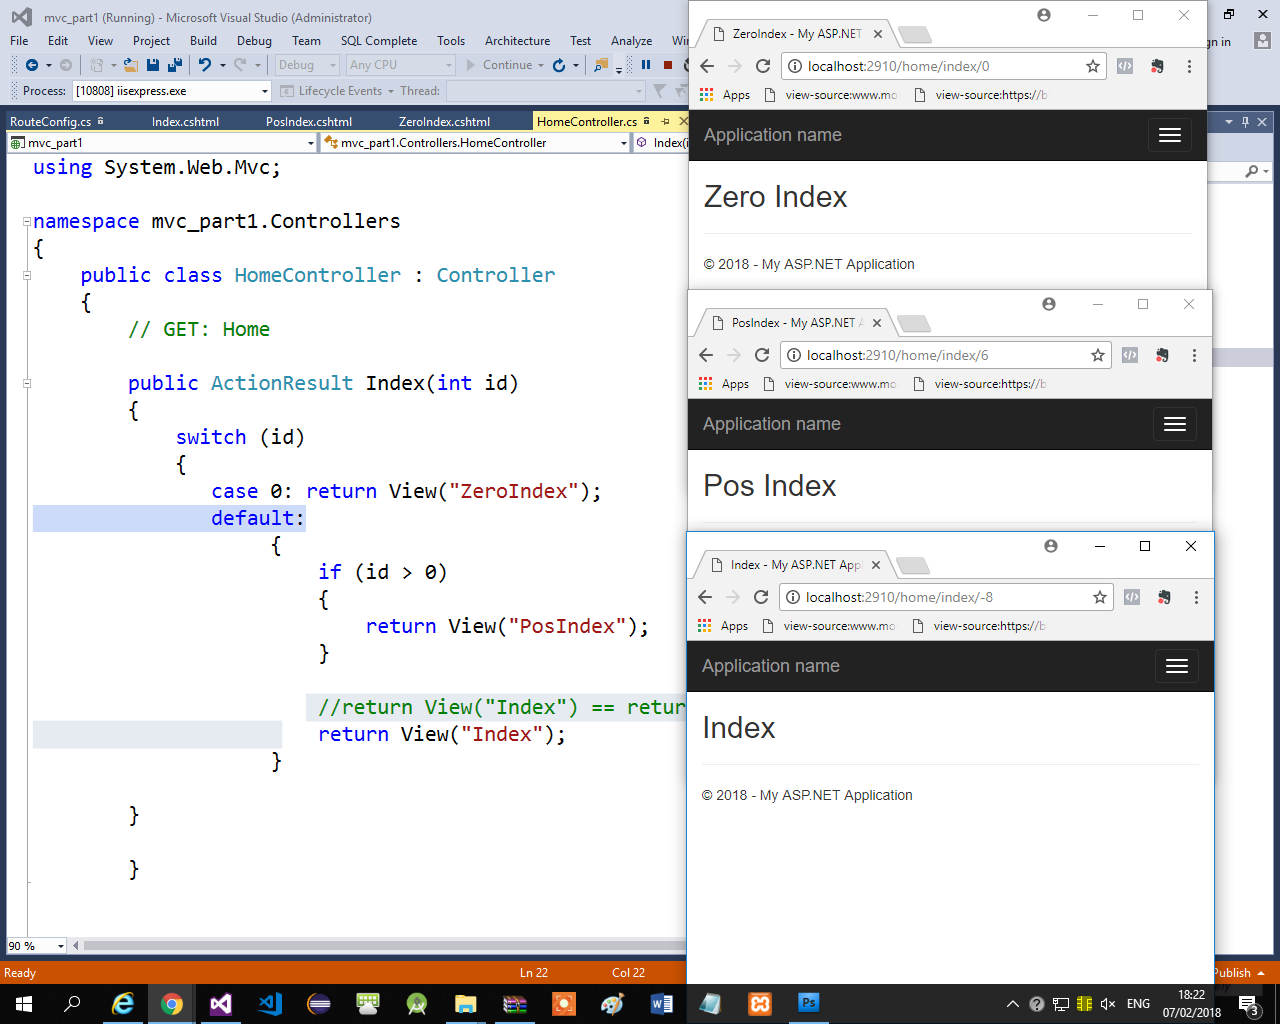 mvc_part1 (Running) - Microsoft Visual Studio (Administrator)
File Edit View Project Build Debug Team SQL Complete Tools Architecture Test Analyze
Debug Any CPU Continue
Process: [10808] iisexpress.exe Lifecycle Events Thread:
RouteConfig.cs Index.cshtml PosIndex.cshtml ZeroIndex.cshtml HomeController.cs
mvc_part1 mvc_part1.Controllers.HomeController Index(i
using System.Web.Mvc;
namespace mvc_part1.Controllers
{
public class HomeController : Controller
{
// GET: Home
public ActionResult Index(int id)
{
switch (id)
{
case 0: return View("ZeroIndex");
default:
{
if (id > 0)
{
return View("PosIndex");
}
//return View("Index") == retur
return View("Index");
}
}
}
90 %
Ready Ln 22 Col 22 Publish
ZeroIndex - My ASP.NET
localhost:2910/home/index/0
Apps view-source:www.mo view-source:https://b
Application name
Zero Index
© 2018 - My ASP.NET Application
PosIndex - My ASP.NET A
localhost:2910/home/index/6
Apps view-source:www.mo view-source:https://b
Application name
Pos Index
Index - My ASP.NET Appl
localhost:2910/home/index/-8
Apps view-source:www.mo view-source:https://b
Application name
Index
© 2018 - My ASP.NET Application
ENG 18:22
07/02/2018
3